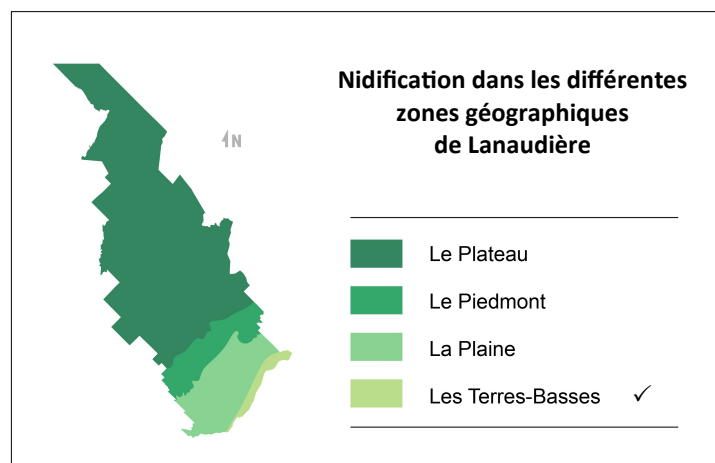 Nidification dans les différentes
zones géographiques
de Lanaudière
N
Le Plateau
Le Piedmont
La Plaine
Les Terres-Basses ✓